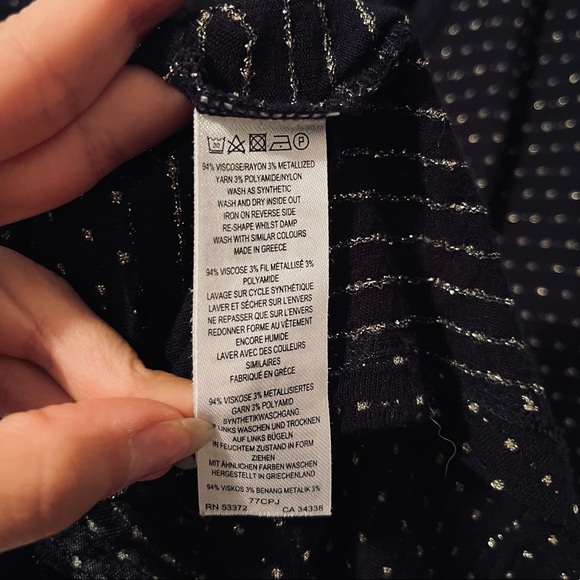 30
P
94% VISCOSE/RAYON 3% METALLIZED
YARN 3% POLYAMIDE/NYLON
WASH AS SYNTHETIC
WASH AND DRY INSIDE OUT
IRON ON REVERSE SIDE
RE-SHAPE WHILST DAMP
WASH WITH SIMILAR COLOURS
MADE IN GREECE
94% VISCOSE 3% FIL MÉTALLISÉ 3%
POLYAMIDE
LAVAGE SUR CYCLE SYNTHÉTIQUE
LAVER ET SÉCHER SUR L'ENVERS
NE REPASSER QUE SUR L'ENVERS
REDONNER FORME AU VÊTEMENT
ENCORE HUMIDE
LAVER AVEC DES COULEURS
SIMILAIRES
FABRIQUÉ EN GRÈCE
94% VISKOSE 3% METALLISIERTES
GARN 3% POLYAMID
SYNTHETIKWASCHGANG
LINKS WASCHEN UND TROCKNEN
AUF LINKS BÜGELN
IN FEUCHTEM ZUSTAND IN FORM
ZIEHEN
MIT ÄHNLICHEN FARBEN WASCHEN
HERGESTELLT IN GRIECHENLAND
94% VISKOS 3% BENANG METALIK 3%
77CPJ
RN 53372 CA 34338